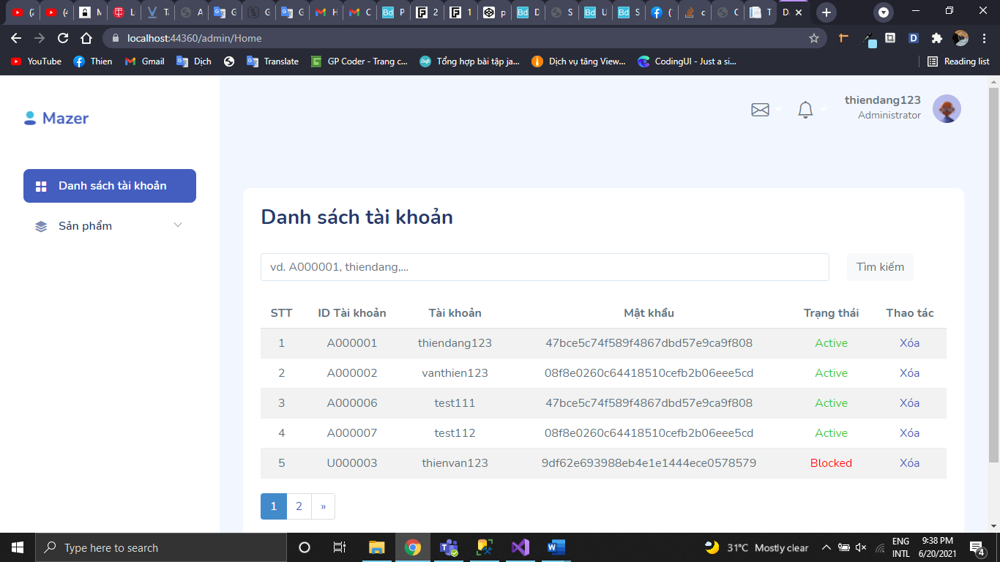 localhost:44360/admin/Home
YouTube Thien Gmail Dịch Translate GP Coder - Trang c... Tổng hợp bài tập ja... Dịch vụ tăng View... CodingUI - Just a si... Reading list
Mazer
thiendang123
Administrator
Danh sách tài khoản
Sản phẩm
Danh sách tài khoản
vd. A000001, thiendang,... Tìm kiếm
STT ID Tài khoản Tài khoản Mật khẩu Trạng thái Thao tác
1 A000001 thiendang123 47bce5c74f589f4867dbd57e9ca9f808 Active Xóa
2 A000002 vanthien123 08f8e0260c64418510cefb2b06eee5cd Active Xóa
3 A000006 test111 47bce5c74f589f4867dbd57e9ca9f808 Active Xóa
4 A000007 test112 08f8e0260c64418510cefb2b06eee5cd Active Xóa
5 U000003 thienvan123 9df62e693988eb4e1e1444ece0578579 Blocked Xóa
1 2 »
Type here to search
31°C Mostly clear
ENG
INTL
9:38 PM
6/20/2021
4